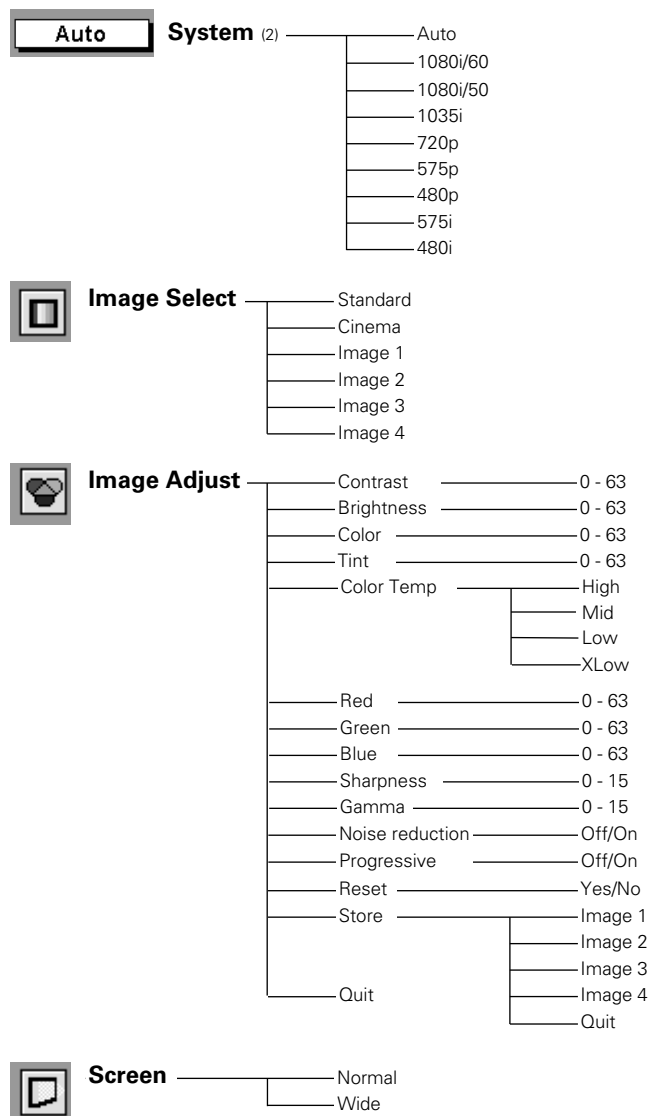 Auto System (2) Auto
1080i/60
1080i/50
1035i
720p
575p
480p
575i
480i
Image Select Standard
Cinema
Image 1
Image 2
Image 3
Image 4
Image Adjust Contrast 0 - 63
Brightness 0 - 63
Color 0 - 63
Tint 0 - 63
Color Temp High
Mid
Low
XLow
Red 0 - 63
Green 0 - 63
Blue 0 - 63
Sharpness 0 - 15
Gamma 0 - 15
Noise reduction Off/On
Progressive Off/On
Reset Yes/No
Store Image 1
Image 2
Image 3
Quit Image 4
Quit
Screen Normal
Wide